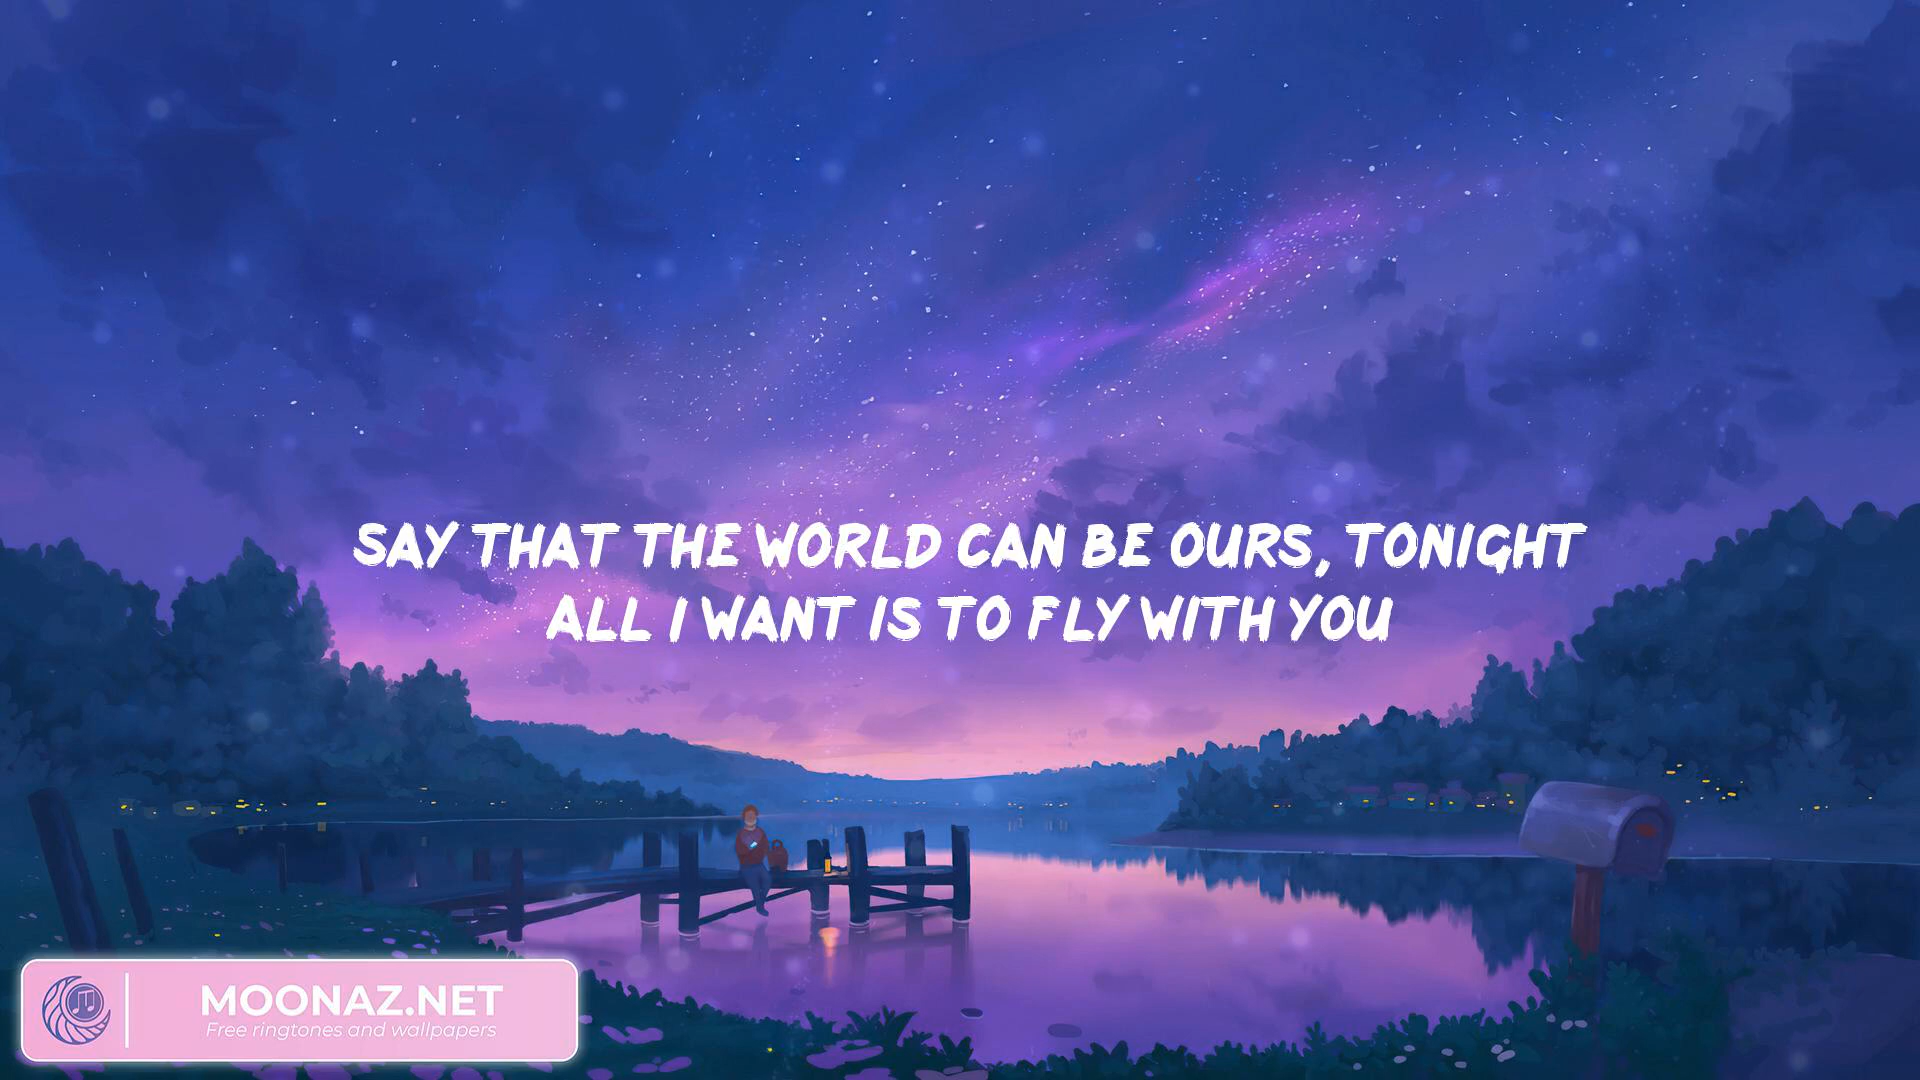 SAY THAT THE WORLD CAN BE OURS, TONIGHT
ALL I WANT IS TO FLY WITH YOU
MOONAZ.NET
Free ringtones and wallpapers